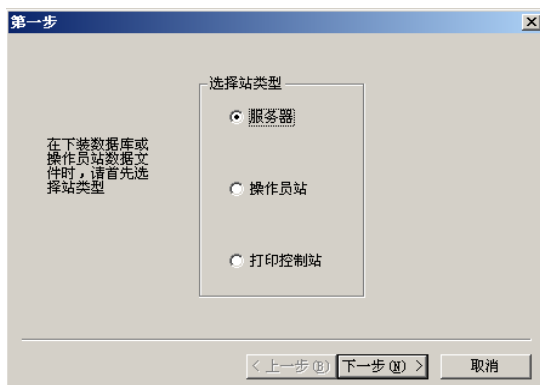 第一步
选择站类型
服务器
在下装数据库或
操作员站数据文
件时，请首先选
择站类型
操作员站
打印控制站
< 上一步(B)
下一步(N) >
取消